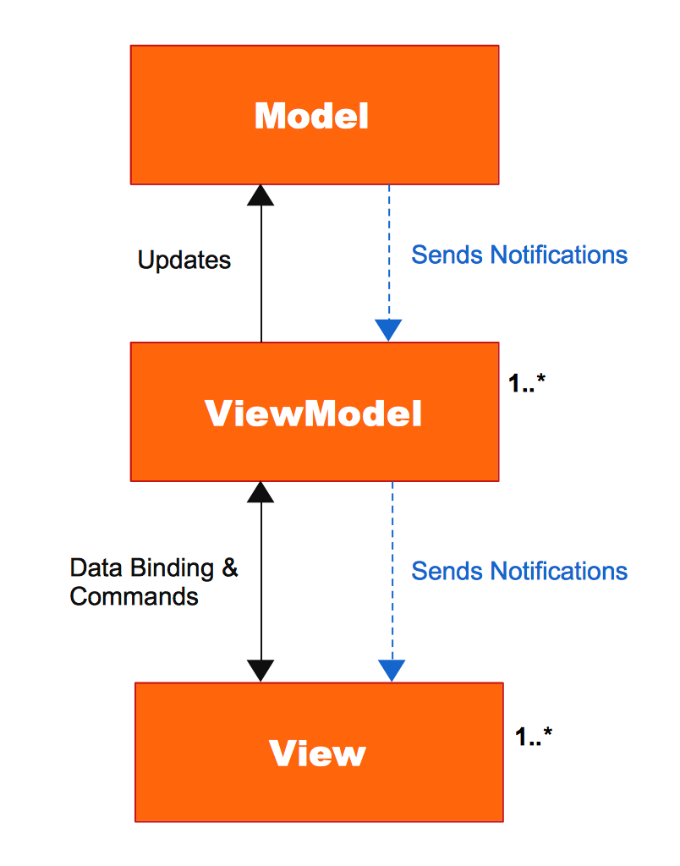 Model
Updates
Sends Notifications
ViewModel
1..*
Data Binding &
Commands
Sends Notifications
View
1..*